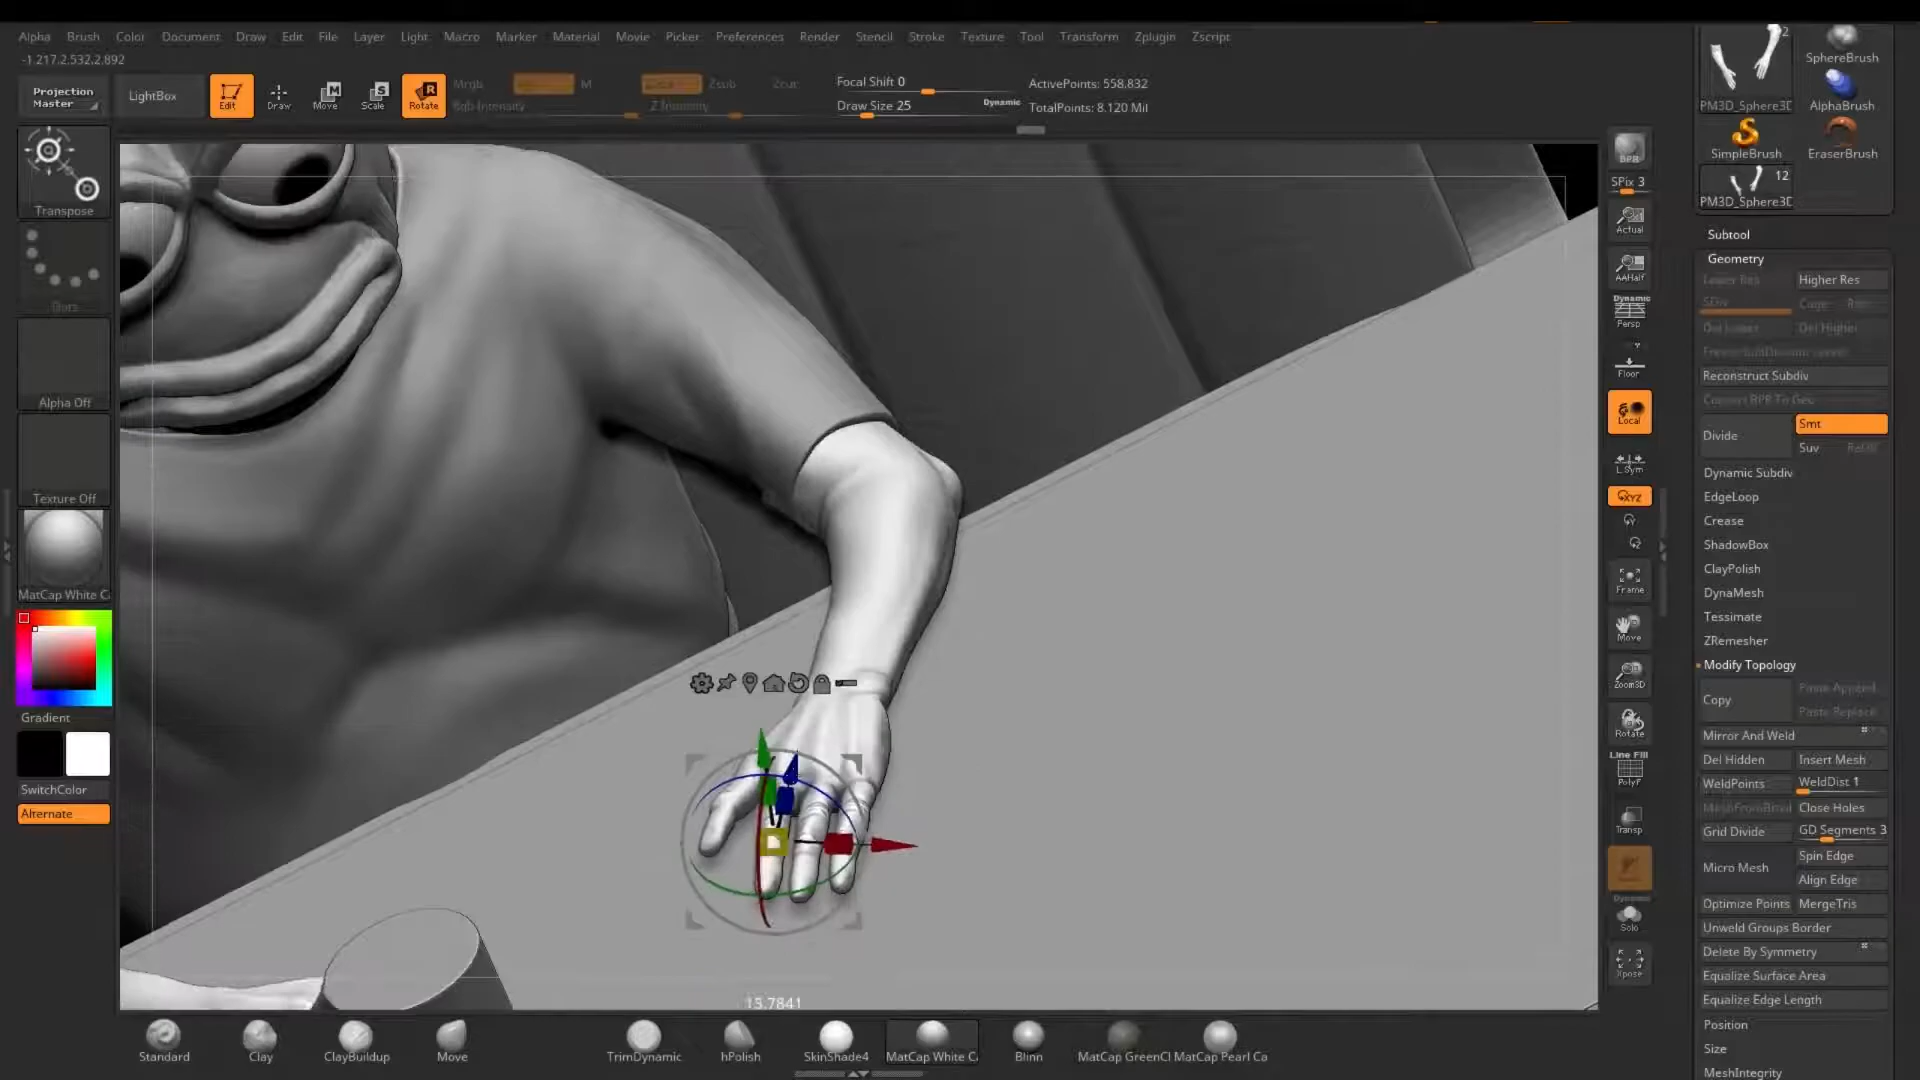 Alpha Brush Color Document Draw Edit File Layer Light Macro Marker Material Movie Picker Preferences Render Stencil Stroke Texture Tool Transform Zplugin Zscript
-1.217,2.532,2.892
Projection
Master
LightBox
Edit
Draw
Move
Scale
Rotate
Mrgb
M
Zsub
Zcut
Rgb Intensity
Z Intensity
Focal Shift 0
Draw Size 25
Dynamic
ActivePoints: 558,832
TotalPoints: 8.120 Mil
Transpose
Dots
Alpha Off
Texture Off
MatCap White C
Gradient
SwitchColor
Alternate
13.7841
Standard
Clay
ClayBuildup
Move
TrimDynamic
hPolish
SkinShade4
MatCap White C
Blinn
MatCap GreenCl
MatCap Pearl Ca
BPR
SPix 3
Actual
AAHalf
Dynamic
Persp
Floor
Local
L.Sym
XYZ
Frame
Move
Zoom3D
Rotate
Line Fill
PolyF
Transp
Dynamic
Solo
Xpose
2
PM3D_Sphere3D
SphereBrush
AlphaBrush
SimpleBrush
EraserBrush
12
PM3D_Sphere3D
Subtool
Geometry
Lower Res
Higher Res
SDiv
Cage
Del Lower
Del Higher
Freeze SubDivision Levels
Reconstruct Subdiv
Convert BPR To Geo
Divide
Smt
Suv
Dynamic Subdiv
EdgeLoop
Crease
ShadowBox
ClayPolish
DynaMesh
Tessimate
ZRemesher
Modify Topology
Copy
Paste Append
Paste Replace
Mirror And Weld
Del Hidden
Insert Mesh
WeldPoints
WeldDist 1
Close Holes
Grid Divide
GD Segments 3
Micro Mesh
Spin Edge
Align Edge
Optimize Points
MergeTris
Unweld Groups Border
Delete By Symmetry
Equalize Surface Area
Equalize Edge Length
Position
Size
MeshIntegrity